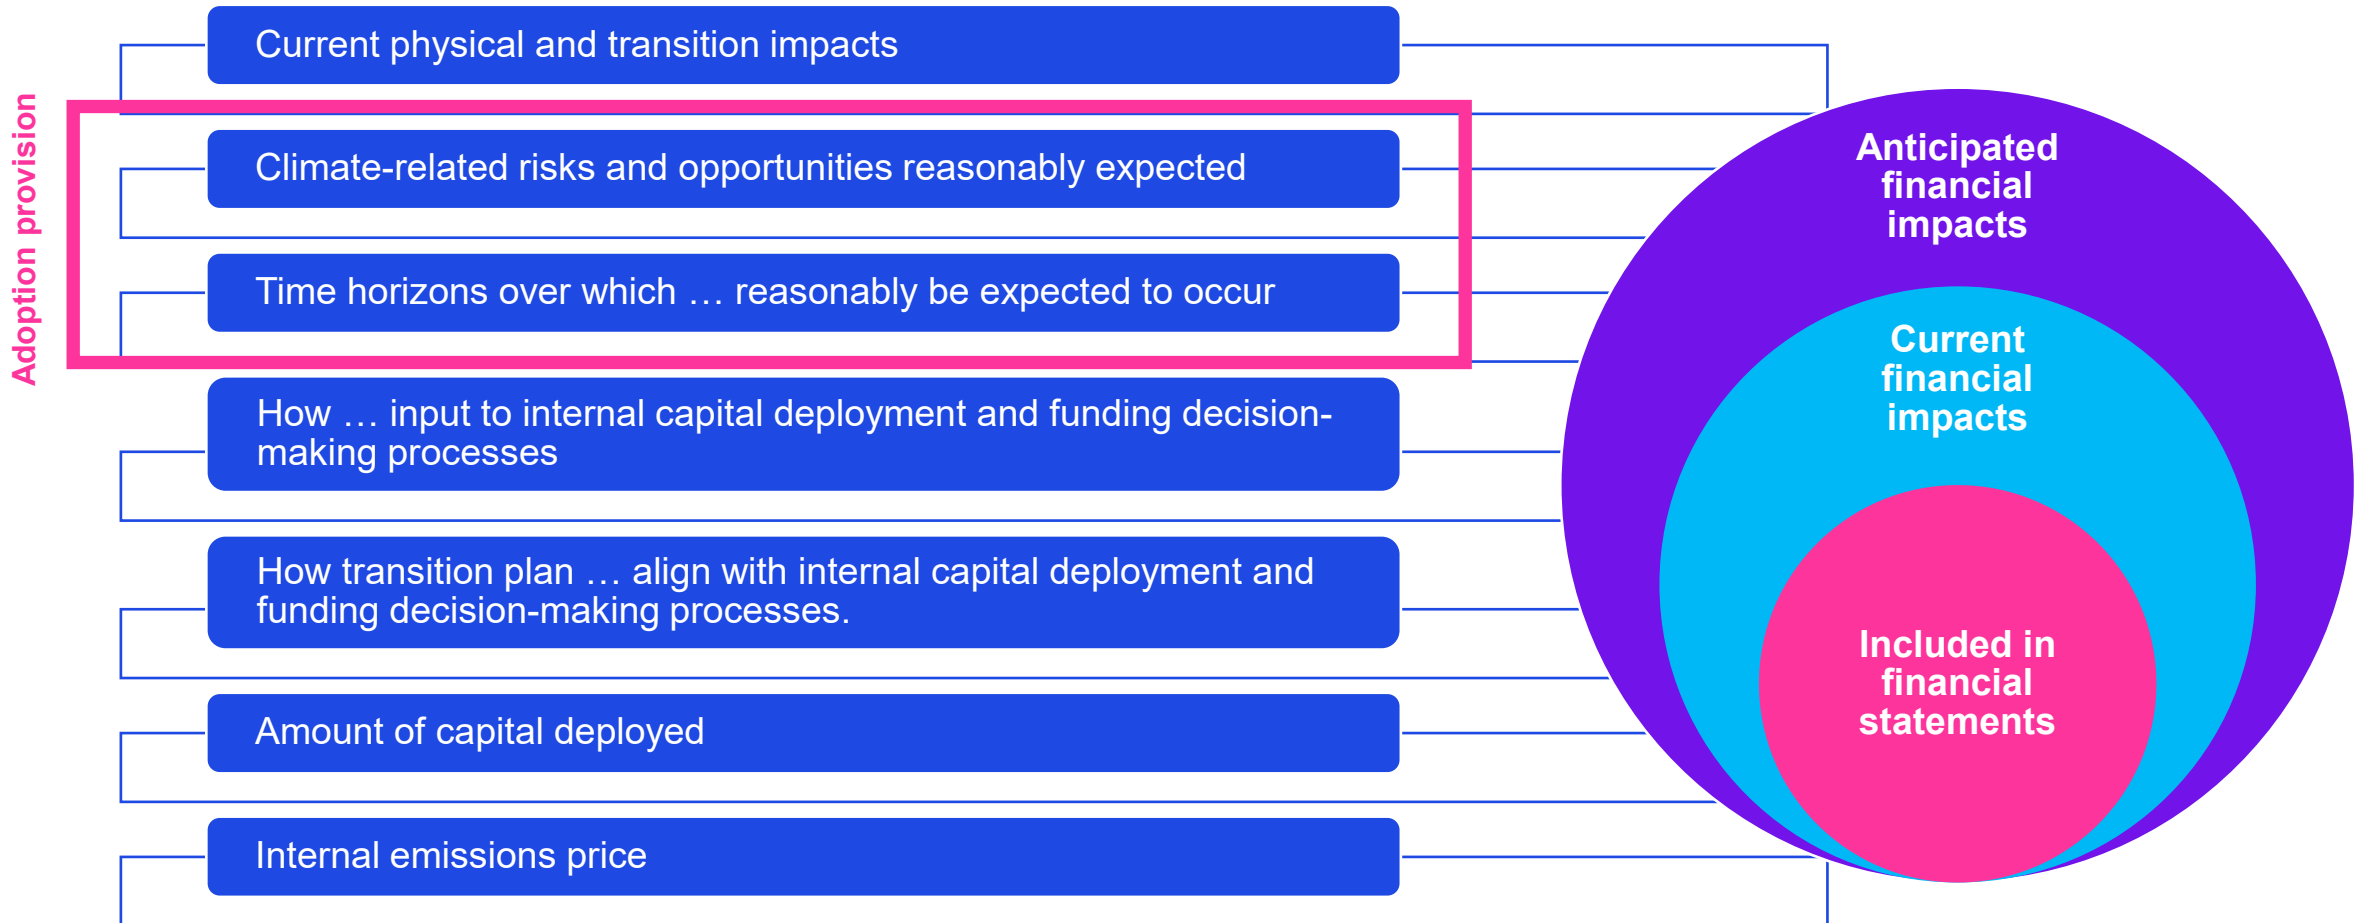 Adoption provision
Current physical and transition impacts
Climate-related risks and opportunities reasonably expected
Time horizons over which … reasonably be expected to occur
How … input to internal capital deployment and funding decision-
making processes
How transition plan … align with internal capital deployment and
funding decision-making processes.
Amount of capital deployed
Internal emissions price
Anticipated
financial
impacts
Current
financial
impacts
Included in
financial
statements